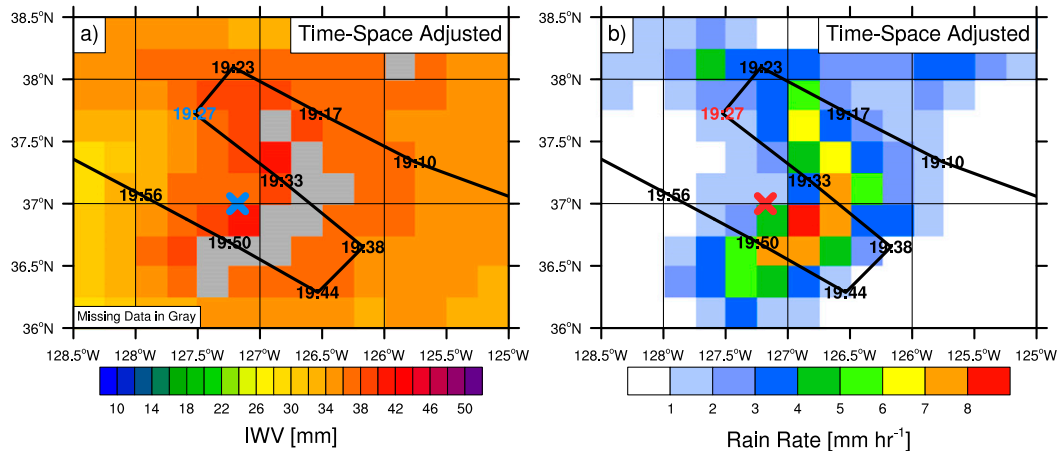 a) Time-Space Adjusted
38.5°N
38°N
37.5°N
37°N
36.5°N
36°N
19:23
19:27
19:17
19:10
19:33
19:56
19:50
19:38
19:44
Missing Data in Gray
128.5°W 128°W 127.5°W 127°W 126.5°W 126°W 125.5°W 125°W
10 14 18 22 26 30 34 38 42 46 50
IWV [mm]
b) Time-Space Adjusted
38.5°N
38°N
37.5°N
37°N
36.5°N
36°N
19:23
19:27
19:17
19:10
19:33
19:56
19:50
19:38
19:44
128.5°W 128°W 127.5°W 127°W 126.5°W 126°W 125.5°W 125°W
1 2 3 4 5 6 7 8
Rain Rate [mm hr⁻¹]